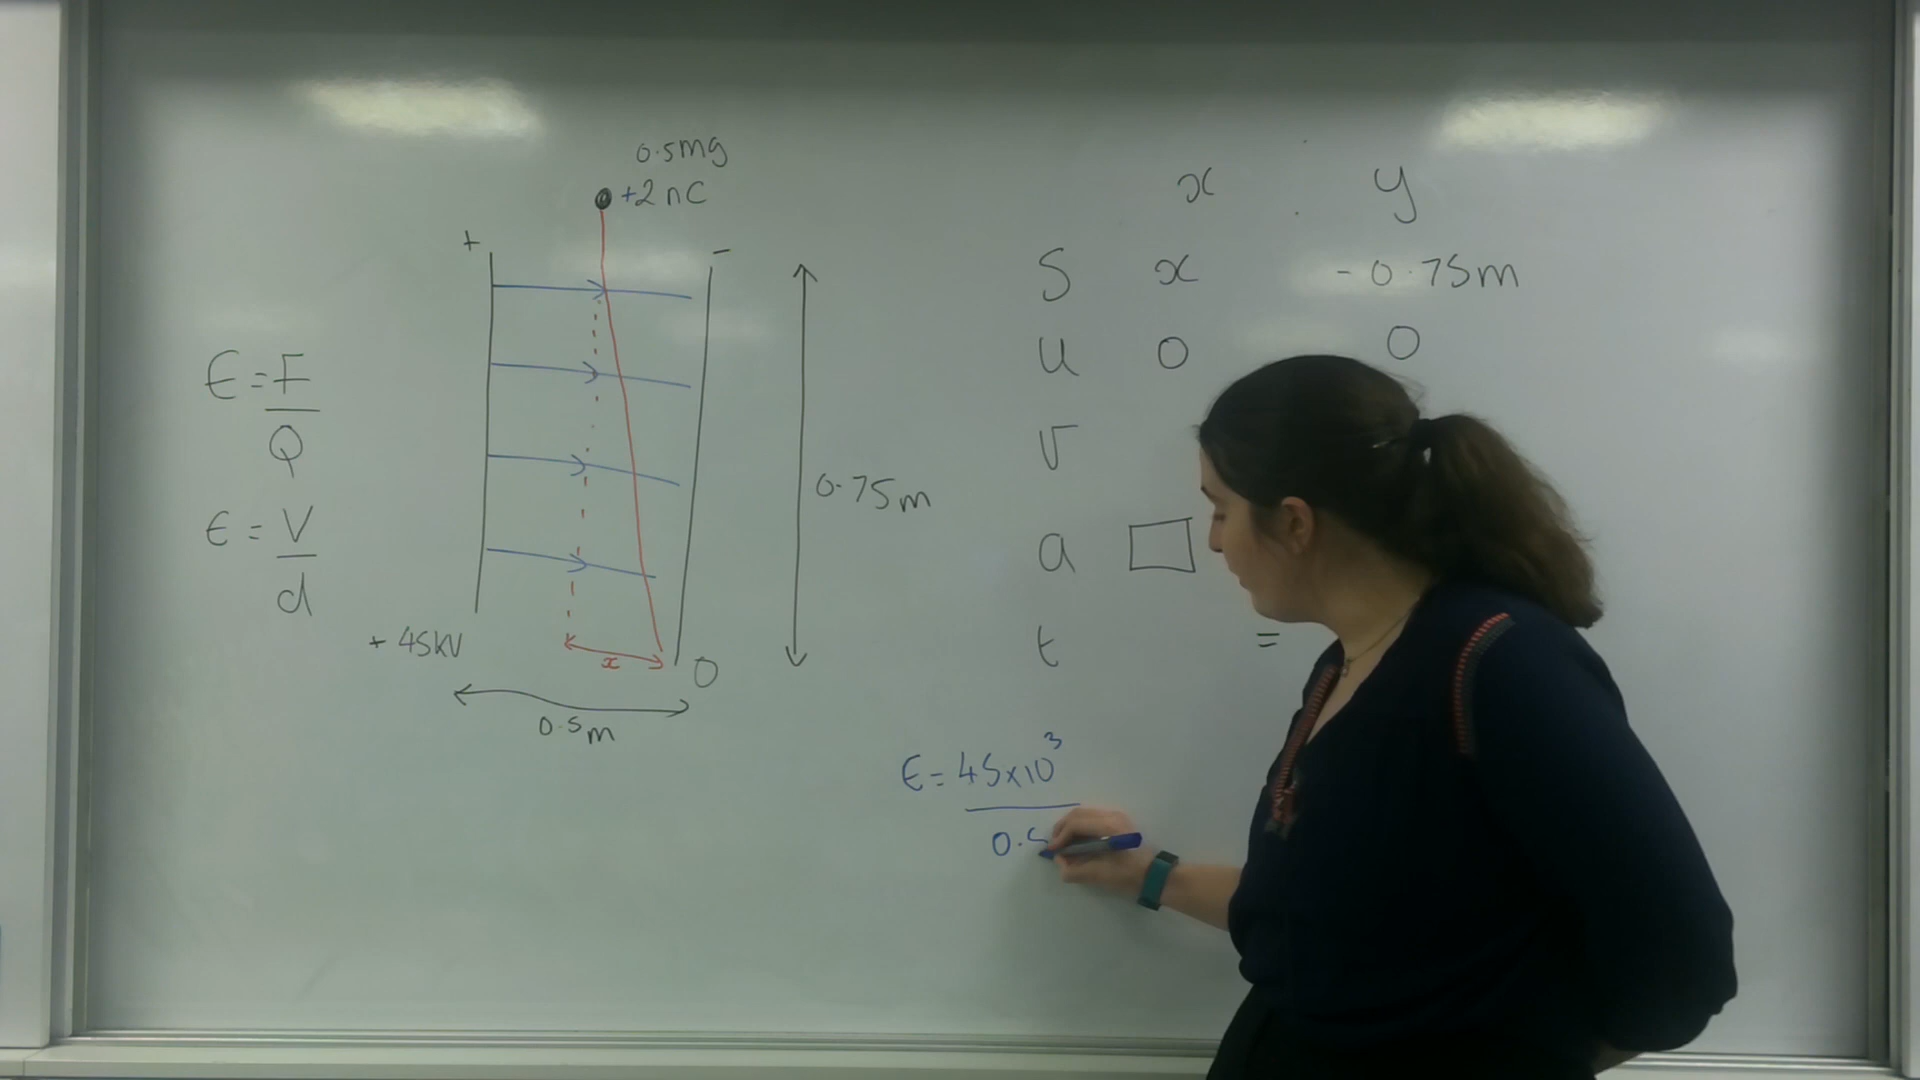 0.5mg
+2nC
+ -
E = F
Q
E = V
d
+ 45kV
x
0
0.5m
0.75m
x y
S x -0.75m
u 0 0
v
a
t =
E = 45x10³
0.5